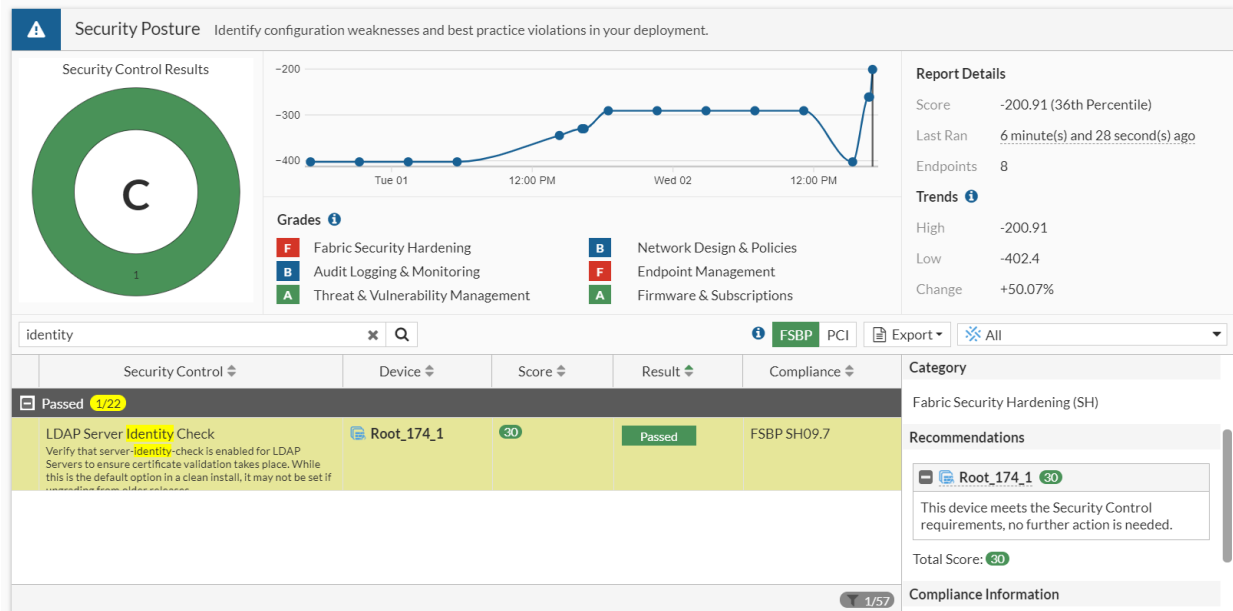 Security Posture Identify configuration weaknesses and best practice violations in your deployment.
Security Control Results
C
1
-200
-300
-400
Tue 01 12:00 PM Wed 02 12:00 PM
Grades
F Fabric Security Hardening
B Audit Logging & Monitoring
A Threat & Vulnerability Management
B Network Design & Policies
F Endpoint Management
A Firmware & Subscriptions
Report Details
Score -200.91 (36th Percentile)
Last Ran 6 minute(s) and 28 second(s) ago
Endpoints 8
Trends
High -200.91
Low -402.4
Change +50.07%
identity
FSBP PCI Export All
Security Control Device Score Result Compliance
Passed 1/22
LDAP Server Identity Check Root_174_1 30 Passed FSBP SH09.7
Verify that server-identity-check is enabled for LDAP
Servers to ensure certificate validation takes place. While
this is the default option in a clean install, it may not be set if
upgrading from older releases
1/57
Category
Fabric Security Hardening (SH)
Recommendations
Root_174_1 30
This device meets the Security Control
requirements, no further action is needed.
Total Score: 30
Compliance Information